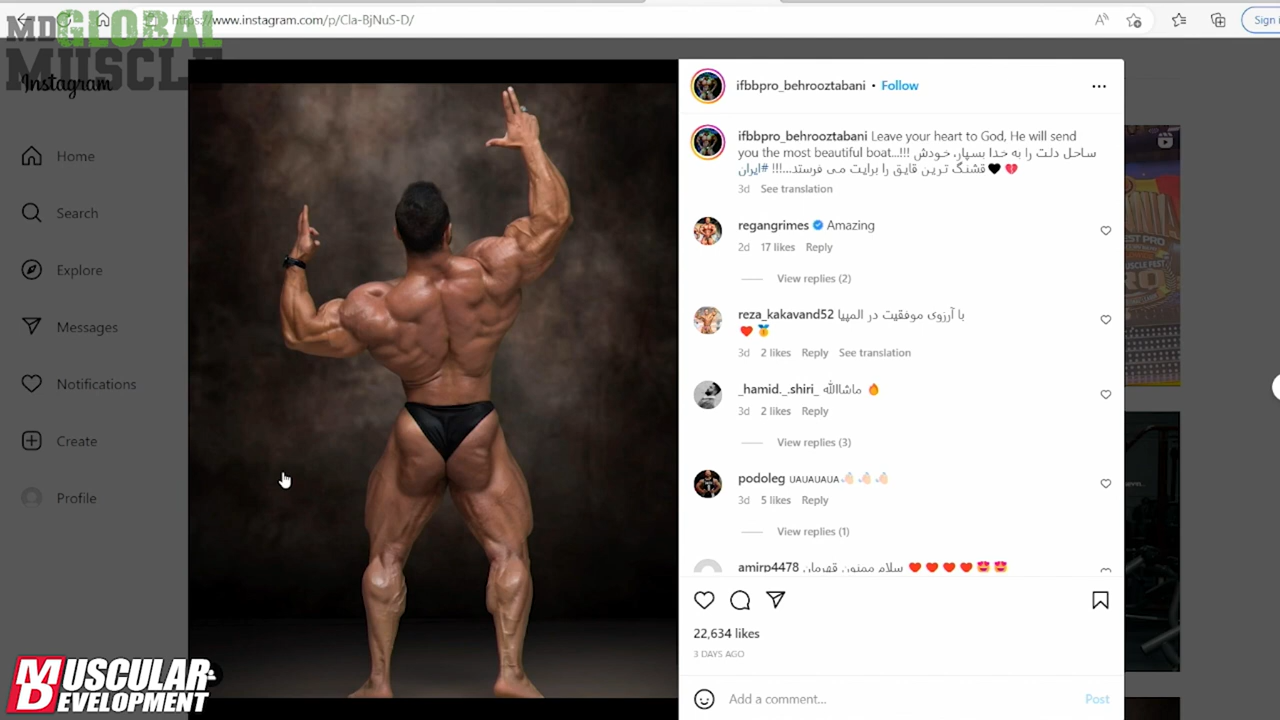 https://www.instagram.com/p/Cla-BjNuS-D/
Sign i
MD GLOBAL
MUSCLE
Instagram
Home
Search
Explore
Messages
Notifications
Create
Profile
MUSCULAR
DEVELOPMENT
ifbbpro_behrooztabani • Follow
ifbbpro_behrooztabani Leave your heart to God, He will send
you the most beautiful boat...!!! ساحل دلت را به خدا بسپار، خودش
قشنگ ترین قایق را برایت می فرستد...!!! #ایران🖤💔
3d See translation
regangrimes Amazing
2d 17 likes Reply
View replies (2)
reza_kakavand52 با آرزوی موفقیت در المپیا
❤️🏅
3d 2 likes Reply See translation
_hamid._.shiri_ ماشاالله 🔥
3d 2 likes Reply
View replies (3)
podoleg UAUAUAUA👏🏻👏🏻👏🏻
3d 5 likes Reply
View replies (1)
amirp4478 سلام ممنون قهرمان ❤️❤️❤️❤️🤩🤩
22,634 likes
3 DAYS AGO
Add a comment...
Post